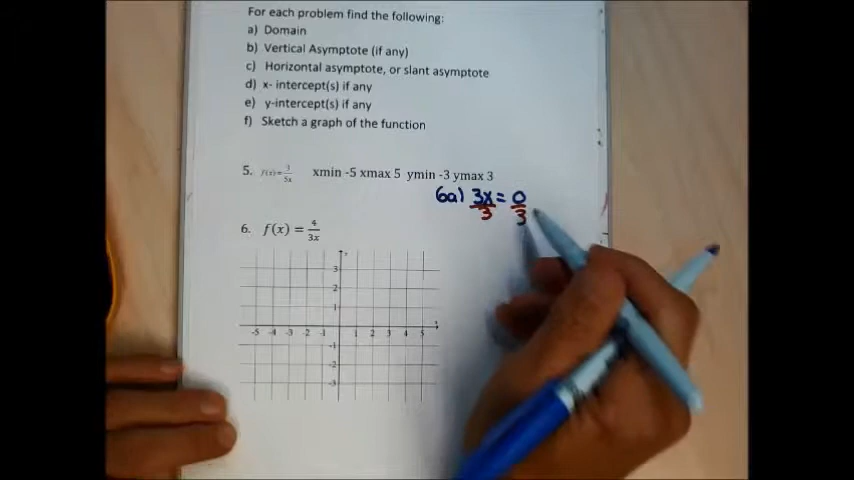 For each problem find the following:
a) Domain
b) Vertical Asymptote (if any)
c) Horizontal asymptote, or slant asymptote
d) x- intercept(s) if any
e) y-intercept(s) if any
f) Sketch a graph of the function
5. f(x)=1/5x xmin -5 xmax 5 ymin -3 ymax 3
6a) 3x/3 = 0/3
6. f(x) = 4/3x
y
3
2
1
-5 -4 -3 -2 -1 1 2 3 4 5 x
-1
-2
-3